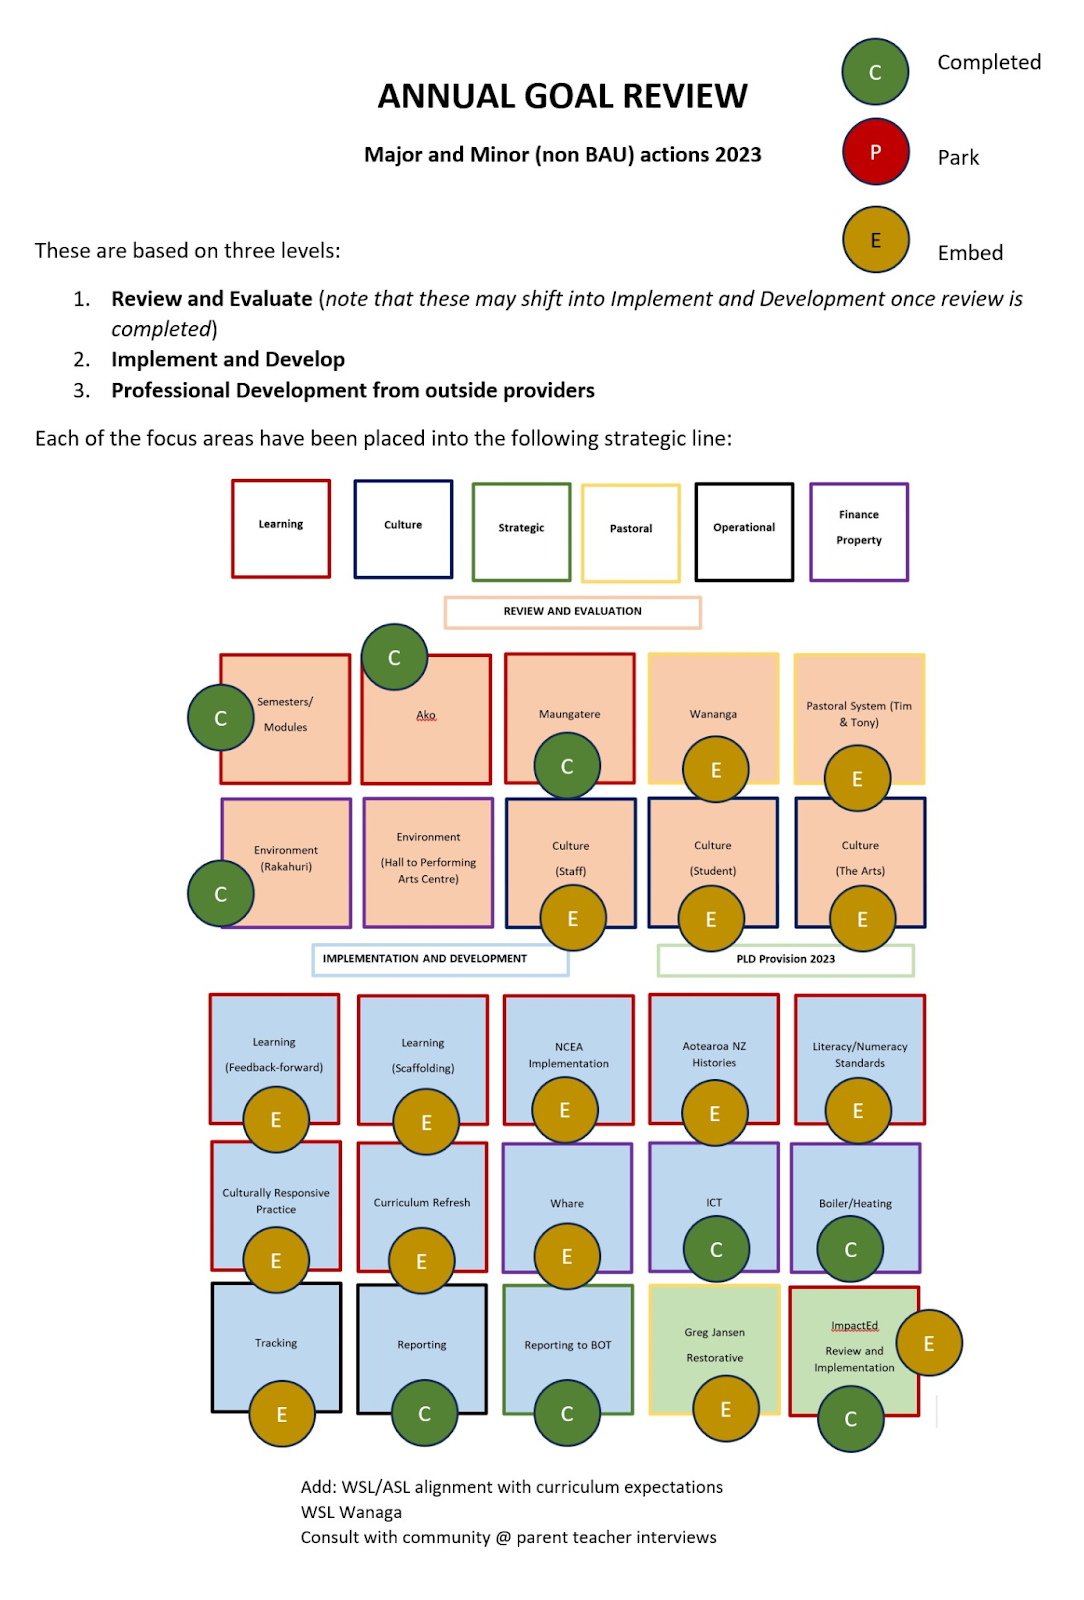 C
Completed
ANNUAL GOAL REVIEW
P
Park
Major and Minor (non BAU) actions 2023
E
Embed
These are based on three levels:
1. Review and Evaluate (note that these may shift into Implement and Development once review is
completed)
2. Implement and Develop
3. Professional Development from outside providers
Each of the focus areas have been placed into the following strategic line:
Learning
Culture
Strategic
Pastoral
Operational
Finance
Property
REVIEW AND EVALUATION
C
Semesters/
Modules
C
Ako
Maungatere
C
Wananga
E
Pastoral System (Tim
& Tony)
E
Environment
(Rakahuri)
C
Environment
(Hall to Performing
Arts Centre)
Culture
(Staff)
E
Culture
(Student)
E
Culture
(The Arts)
E
IMPLEMENTATION AND DEVELOPMENT
PLD Provision 2023
Learning
(Feedback-forward)
E
Learning
(Scaffolding)
E
NCEA
Implementation
E
Aotearoa NZ
Histories
E
Literacy/Numeracy
Standards
E
Culturally Responsive
Practice
E
Curriculum Refresh
E
Whare
E
ICT
C
Boiler/Heating
C
Tracking
E
Reporting
C
Reporting to BOT
C
Greg Jansen
Restorative
E
ImpactEd
Review and
Implementation
E
C
Add: WSL/ASL alignment with curriculum expectations
WSL Wanaga
Consult with community @ parent teacher interviews